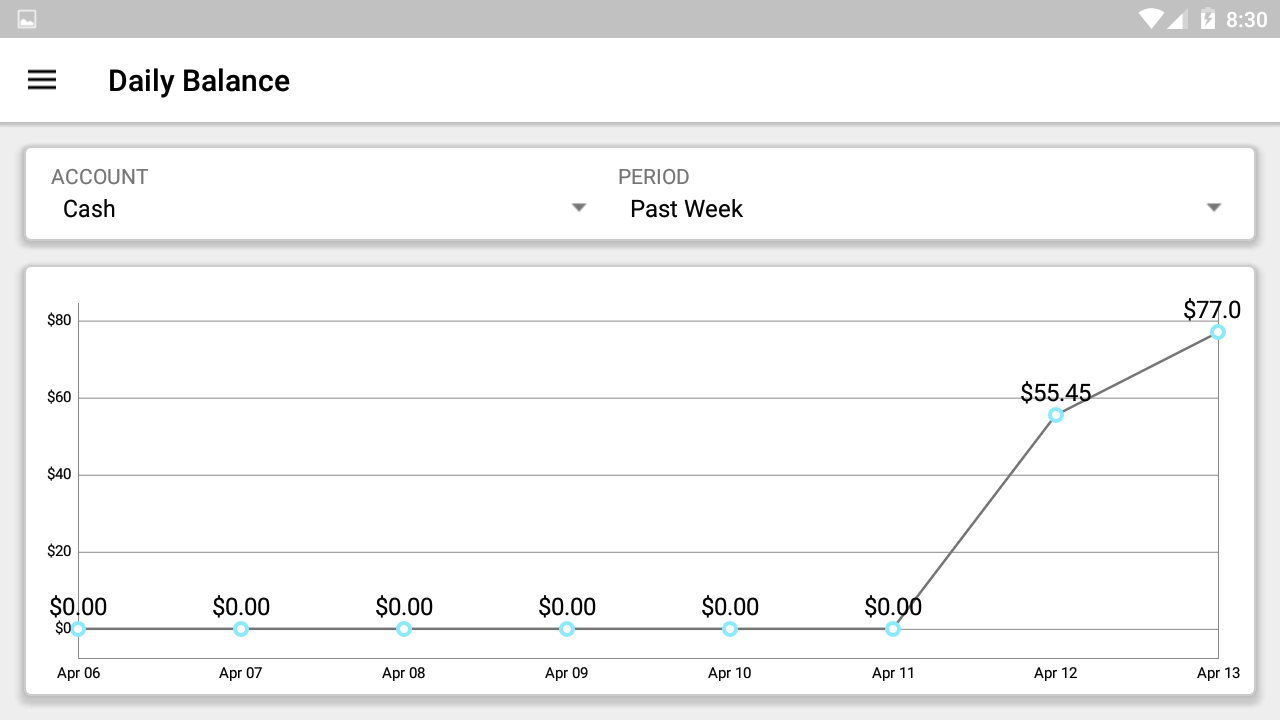 8:30
Daily Balance
ACCOUNT
PERIOD
Cash
Past Week
$77.0
$80
$60
$55.45
$40
$20
$0.00 $0.00 $0.00 $0.00 $0.00 $0.00
$0
Apr 06 Apr 07 Apr 08 Apr 09 Apr 10 Apr 11 Apr 12 Apr 13